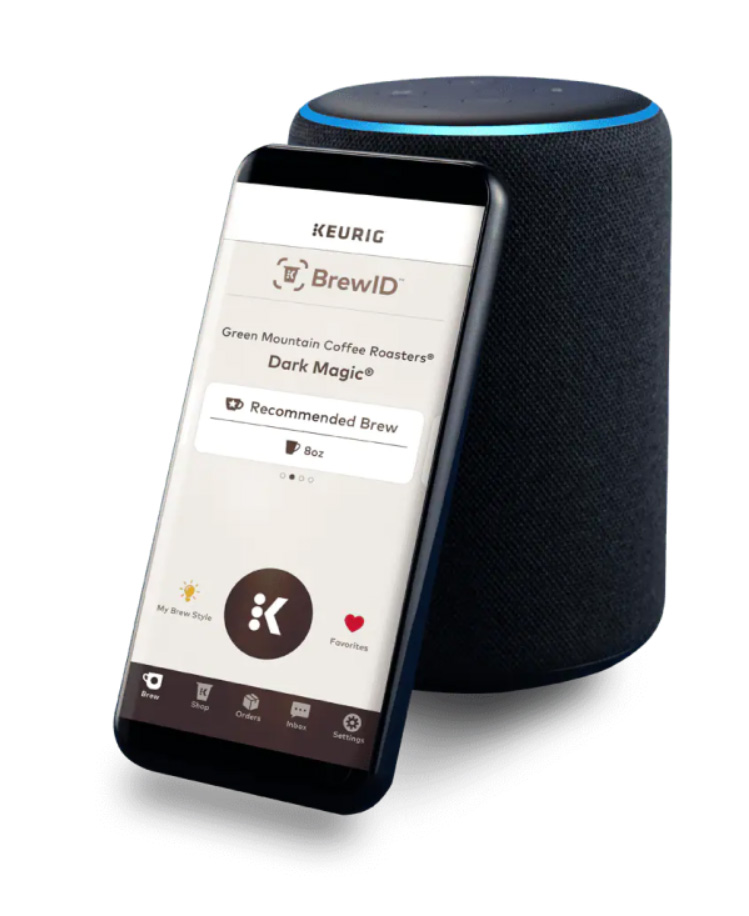 KEURIG
BrewID™
Green Mountain Coffee Roasters®
Dark Magic®
Recommended Brew
8oz
My Brew Style
Favorites
Brew
Shop
Orders
Inbox
Settings